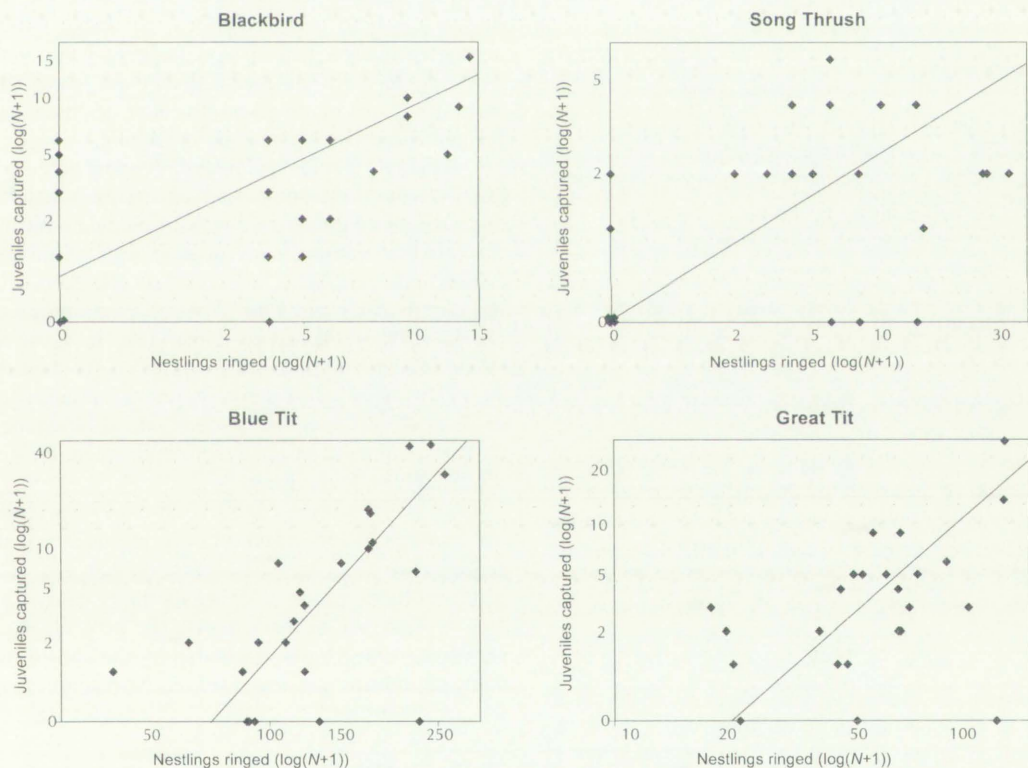 Blackbird
Juveniles captured (log(N+1))
15
10
5
2
0
0 2 5 10 15
Nestlings ringed (log(N+1))
Song Thrush
Juveniles captured (log(N+1))
5
2
0
0 2 5 10 30
Nestlings ringed (log(N+1))
Blue Tit
Juveniles captured (log(N+1))
40
10
5
2
0
50 100 150 250
Nestlings ringed (log(N+1))
Great Tit
Juveniles captured (log(N+1))
20
10
5
2
0
10 20 50 100
Nestlings ringed (log(N+1))